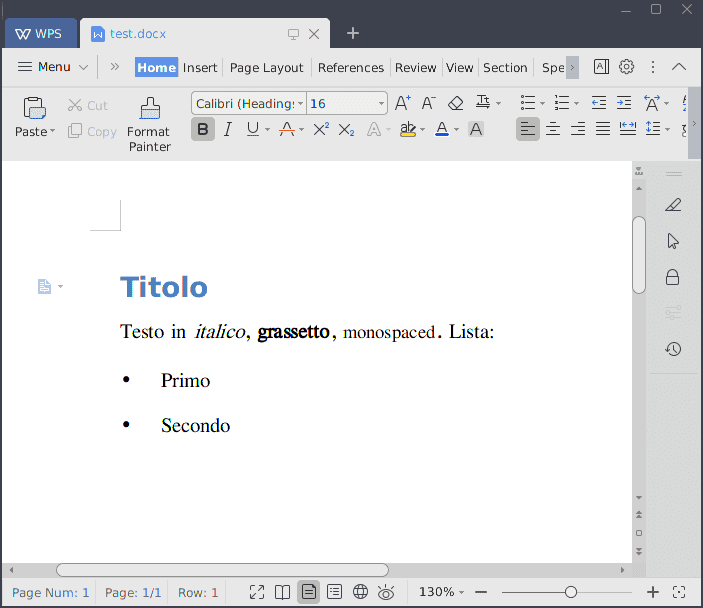 WPS
test.docx
Menu
Home
Insert
Page Layout
References
Review
View
Section
Spe
Paste
Cut
Copy
Format
Painter
Calibri (Heading:
16
Titolo
Testo in italico, grassetto, monospaced. Lista:
• Primo
• Secondo
Page Num: 1
Page: 1/1
Row: 1
130%